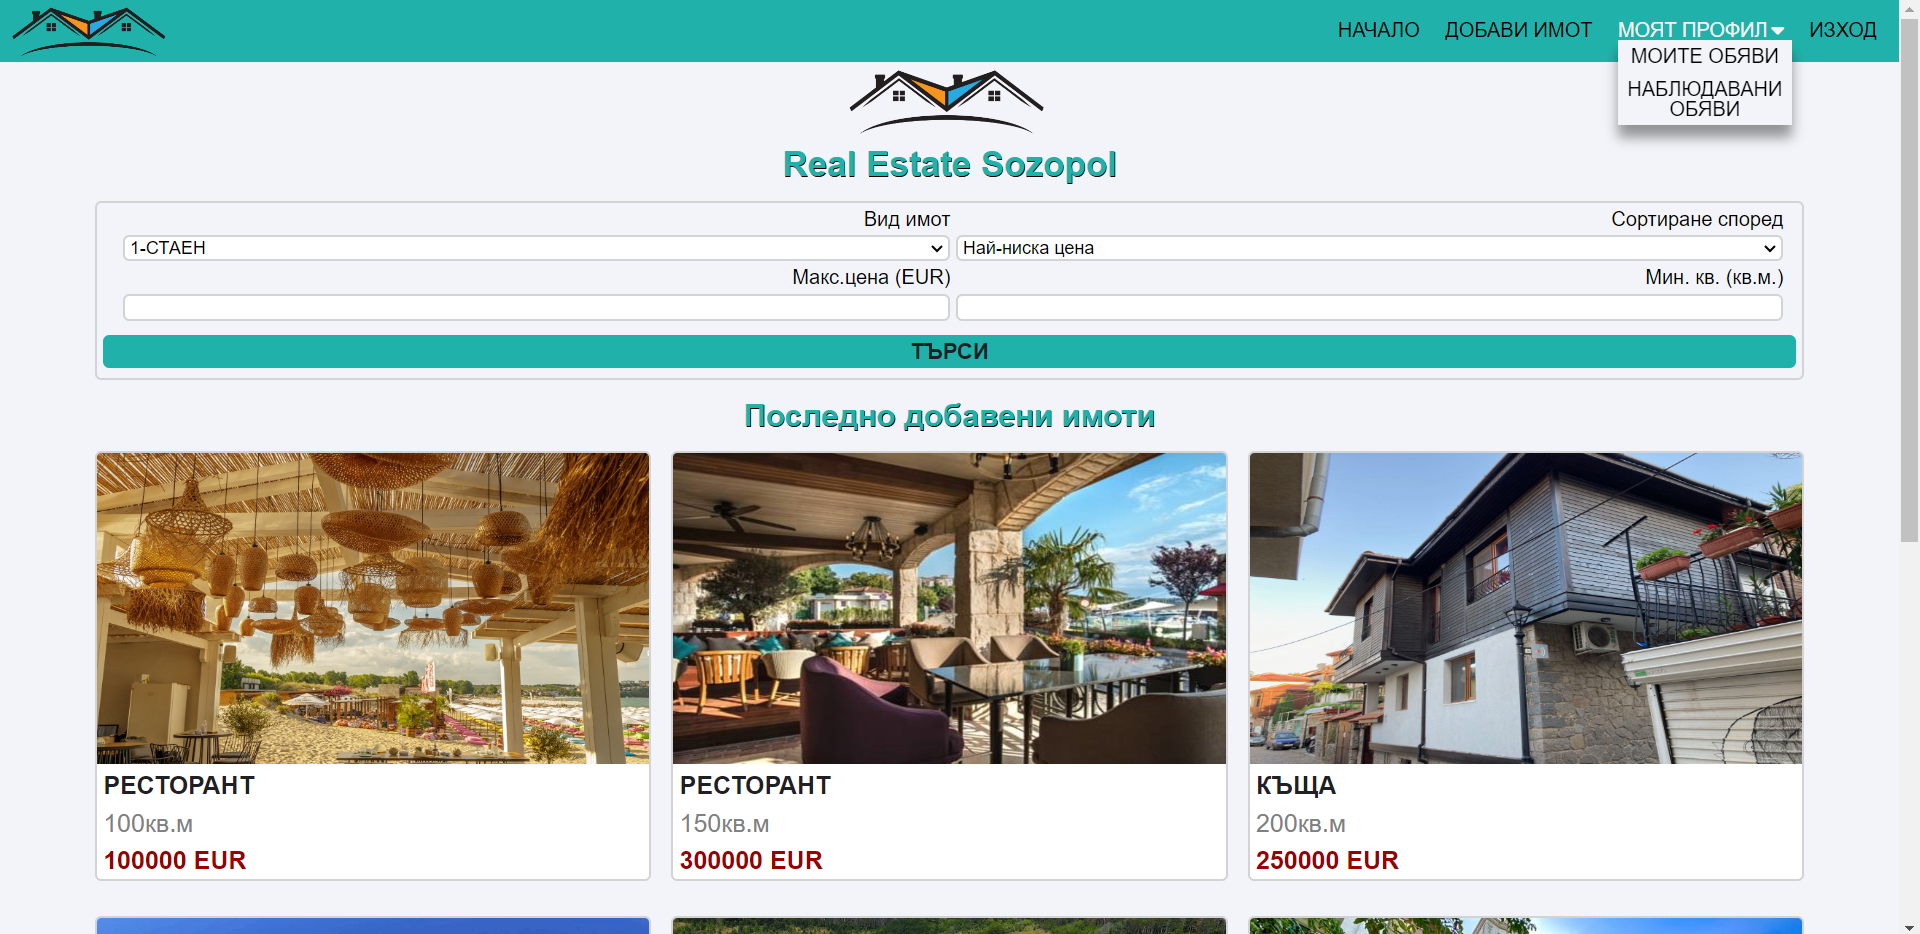 НАЧАЛО ДОБАВИ ИМОТ МОЯТ ПРОФИЛ ИЗХОД
МОИТЕ ОБЯВИ
НАБЛЮДАВАНИ
ОБЯВИ
Real Estate Sozopol
Вид имот Сортиране според
1-СТАЕН Най-ниска цена
Макс.цена (EUR) Мин. кв. (кв.м.)
ТЪРСИ
Последно добавени имоти
РЕСТОРАНТ РЕСТОРАНТ КЪЩА
100кв.м 150кв.м 200кв.м
100000 EUR 300000 EUR 250000 EUR